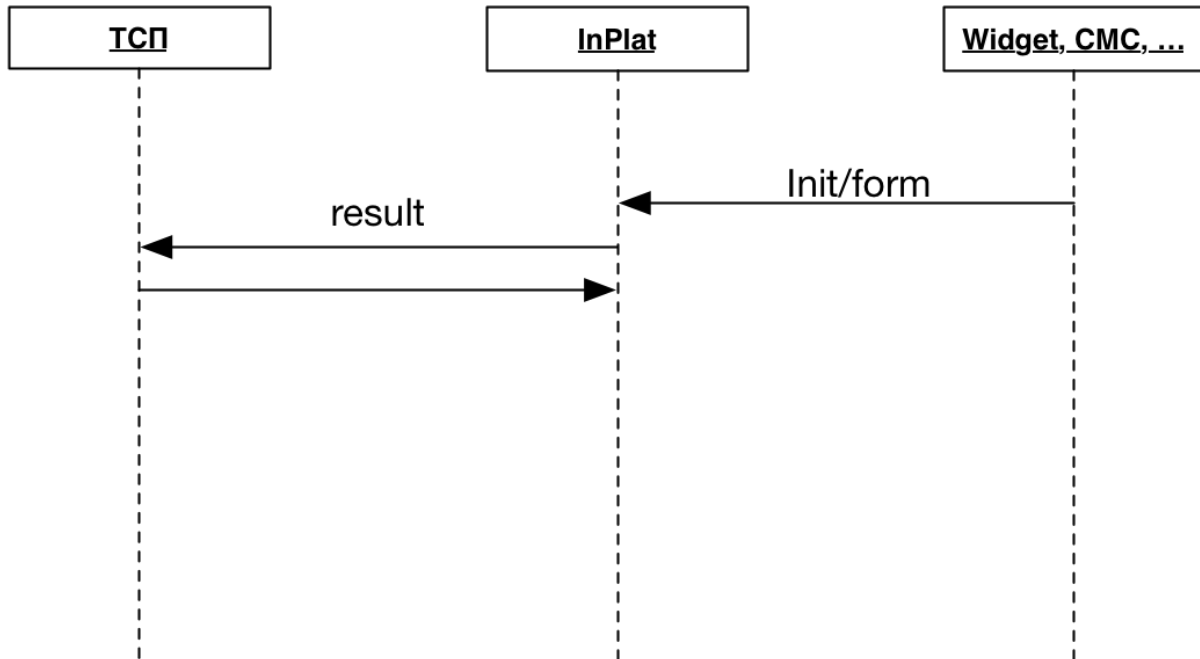 ТСП
InPlat
Widget, СМС, ...
Init/form
result